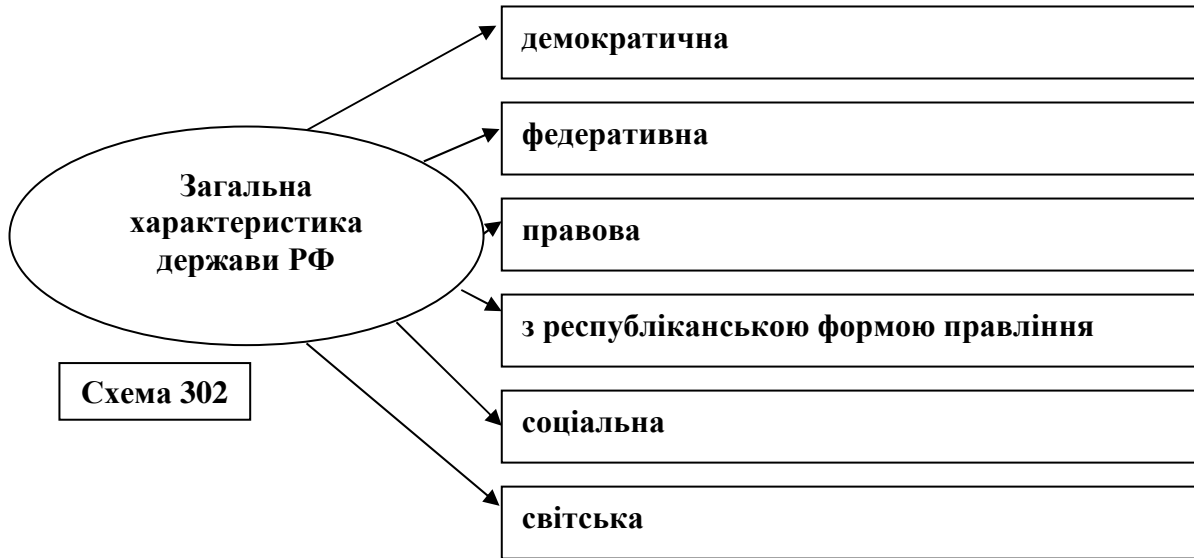 демократична
федеративна
Загальна
характеристика
держави РФ
правова
з республіканською формою правління
Схема 302
соціальна
світська